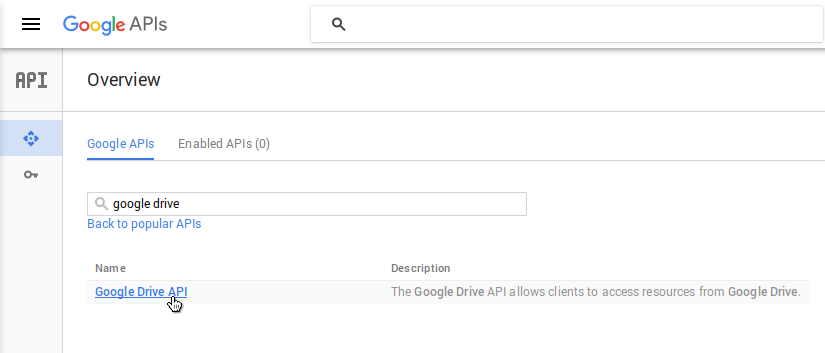 Google APIs
API
Overview
Google APIs Enabled APIs (0)
google drive
Back to popular APIs
Name Description
Google Drive API The Google Drive API allows clients to access resources from Google Drive.